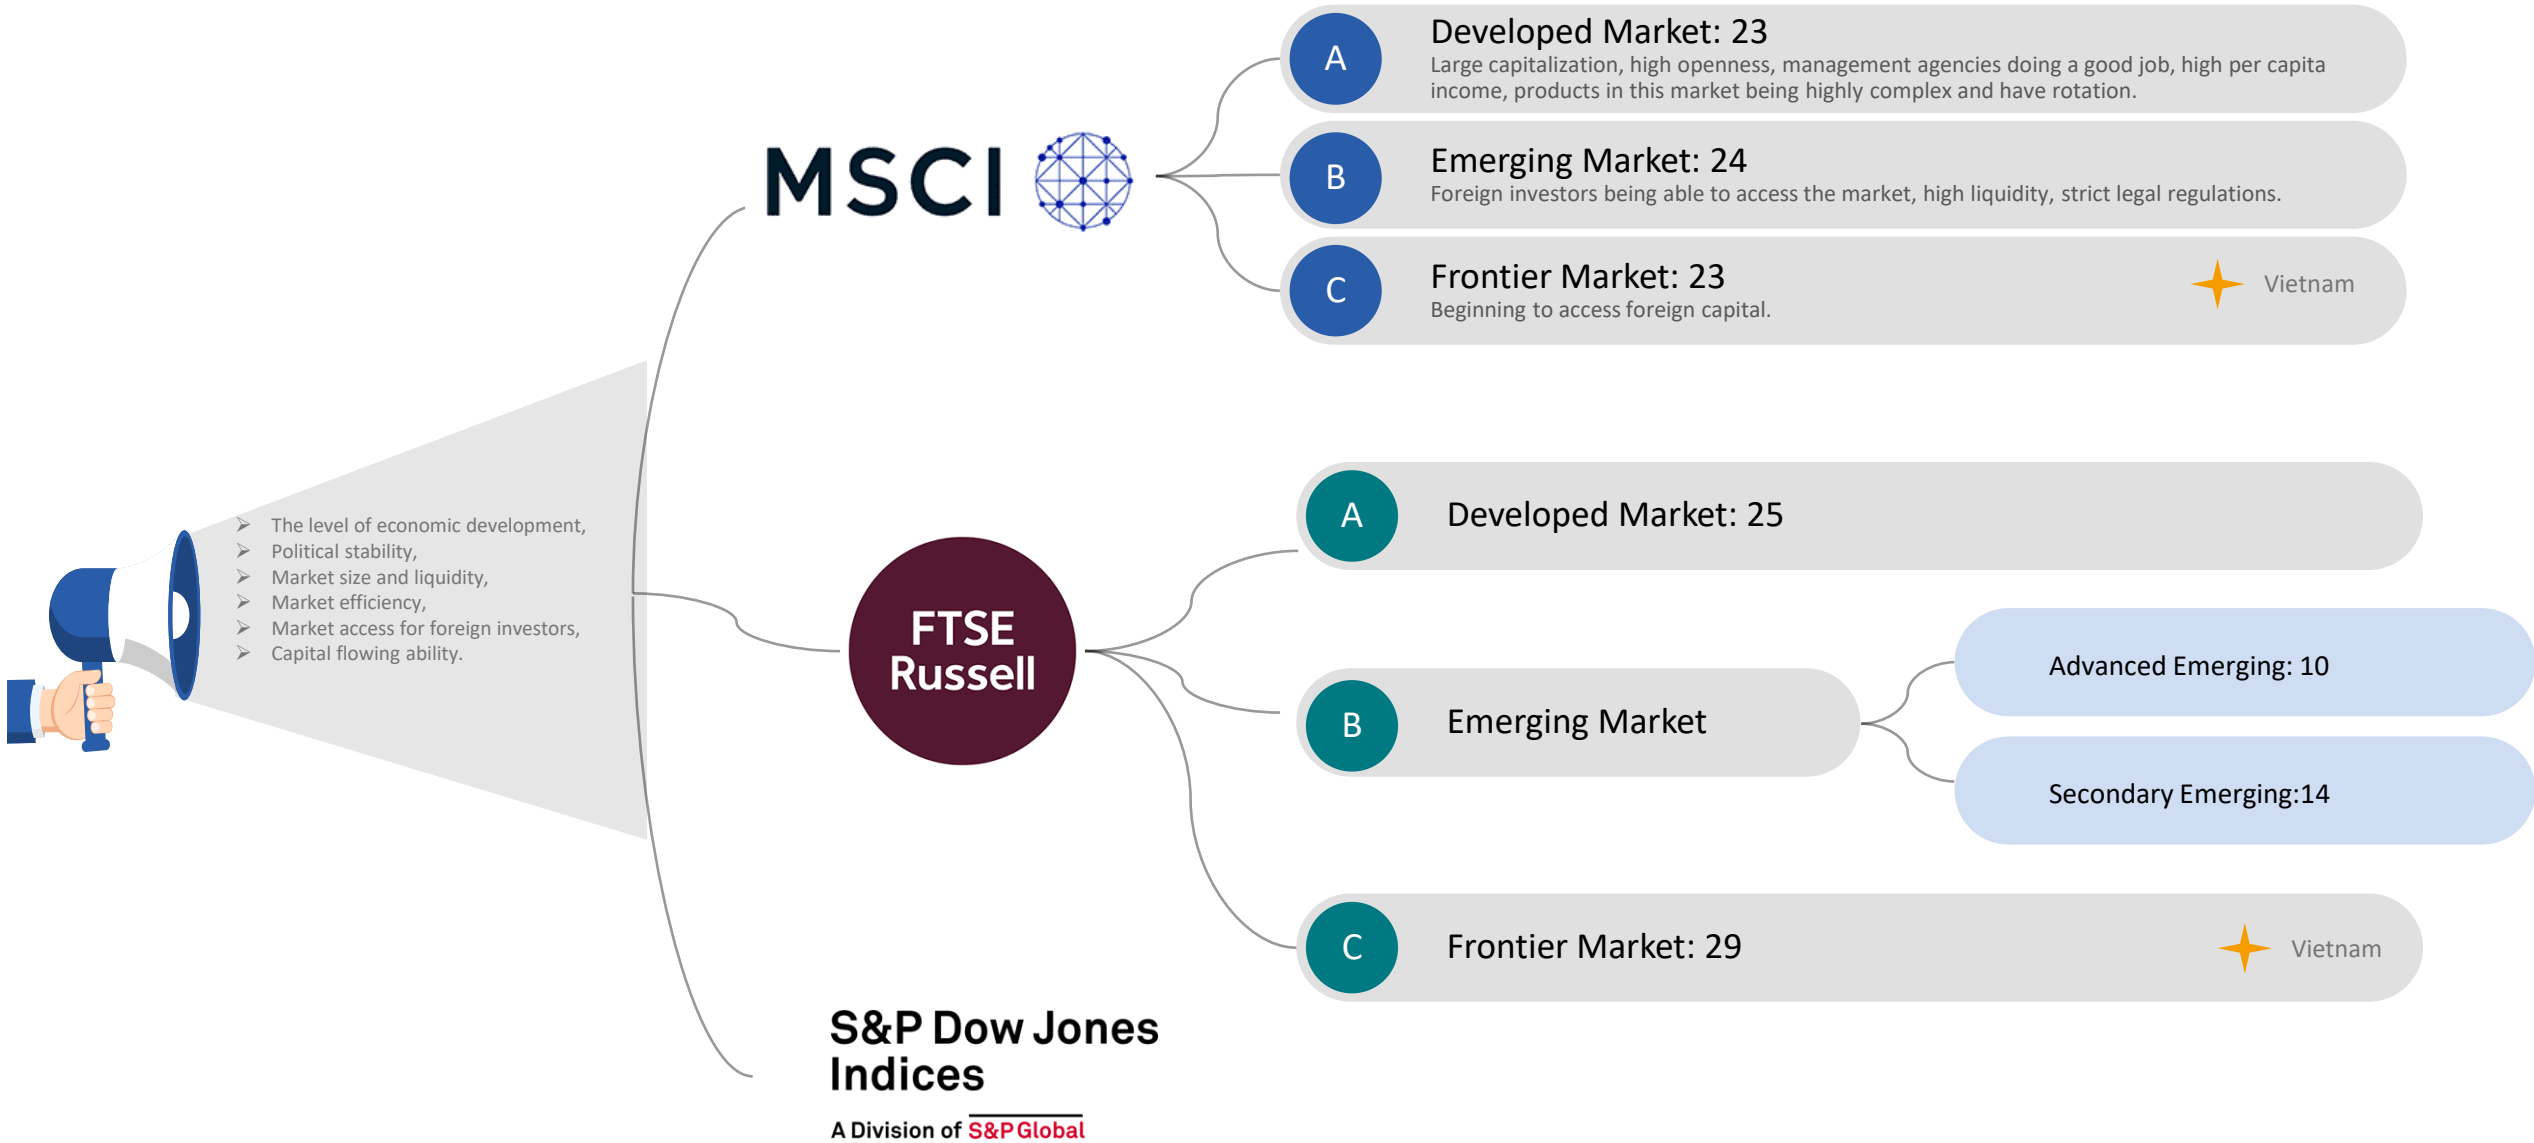 MSCI
A
Developed Market: 23
Large capitalization, high openness, management agencies doing a good job, high per capita
income, products in this market being highly complex and have rotation.
B
Emerging Market: 24
Foreign investors being able to access the market, high liquidity, strict legal regulations.
C
Frontier Market: 23
Beginning to access foreign capital.
Vietnam
➢ The level of economic development,
➢ Political stability,
➢ Market size and liquidity,
➢ Market efficiency,
➢ Market access for foreign investors,
➢ Capital flowing ability.
FTSE
Russell
A
Developed Market: 25
B
Emerging Market
Advanced Emerging: 10
Secondary Emerging:14
C
Frontier Market: 29
Vietnam
S&P Dow Jones
Indices
A Division of S&P Global